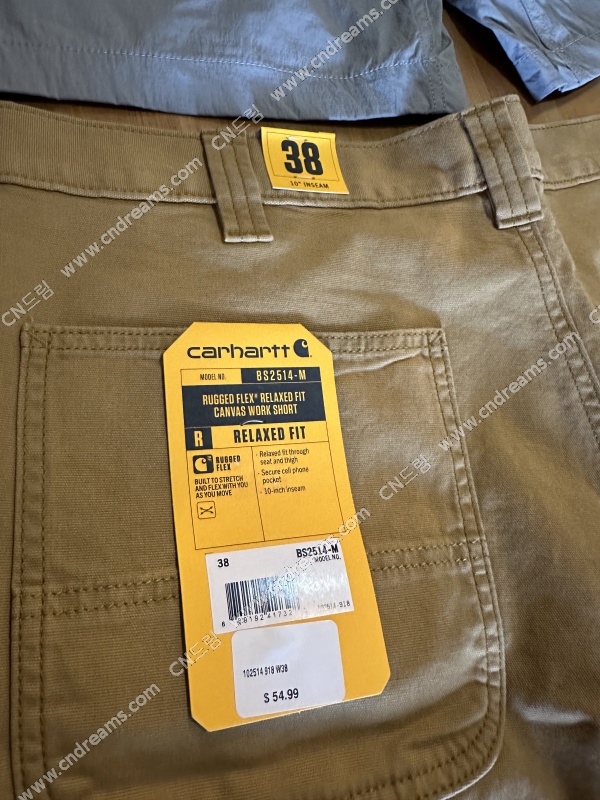 38
10" INSEAM
carhartt
MODEL NO. BS2514-M
RUGGED FLEX® RELAXED FIT
CANVAS WORK SHORT
R RELAXED FIT
RUGGED
FLEX
BUILT TO STRETCH
AND FLEX WITH YOU
AS YOU MOVE
· Relaxed fit through
seat and thigh
· Secure cell phone
pocket
· 10-inch inseam
38 BS2514-M
MODEL NO.
102514 918 W38
$ 54.99
CN드림 www.cndreams.com